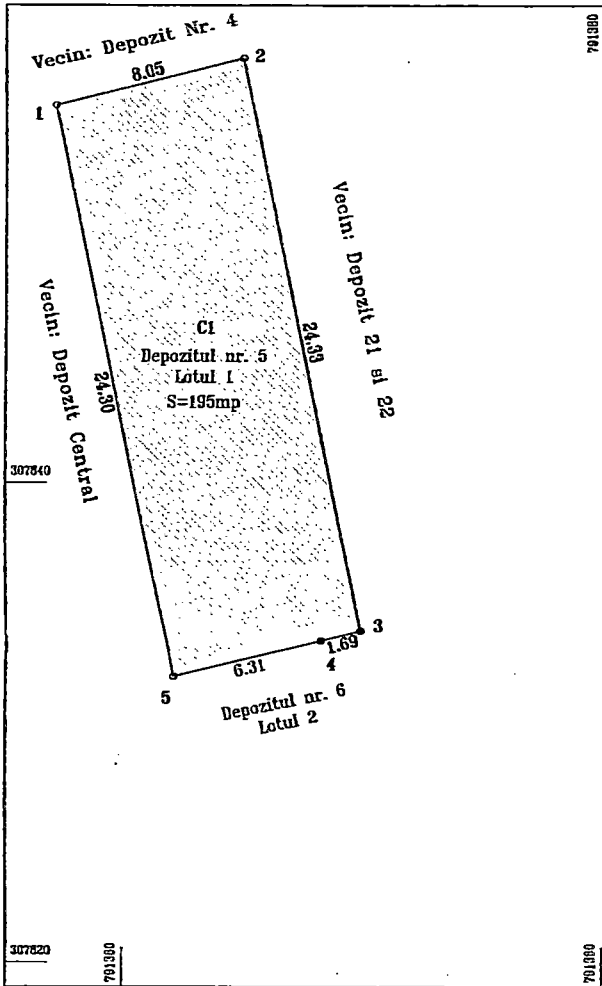 Vecin: Depozit Nr. 4
791380
8.05
2
1
Vecin: Depozit 21 si 22
Vecin: Depozit Central
C1
Depozitul nr. 5
Lotul 1
S=195mp
24.33
24.30
307840
3
1.69
4
6.31
5
Depozitul nr. 6
Lotul 2
307820
791360
791380